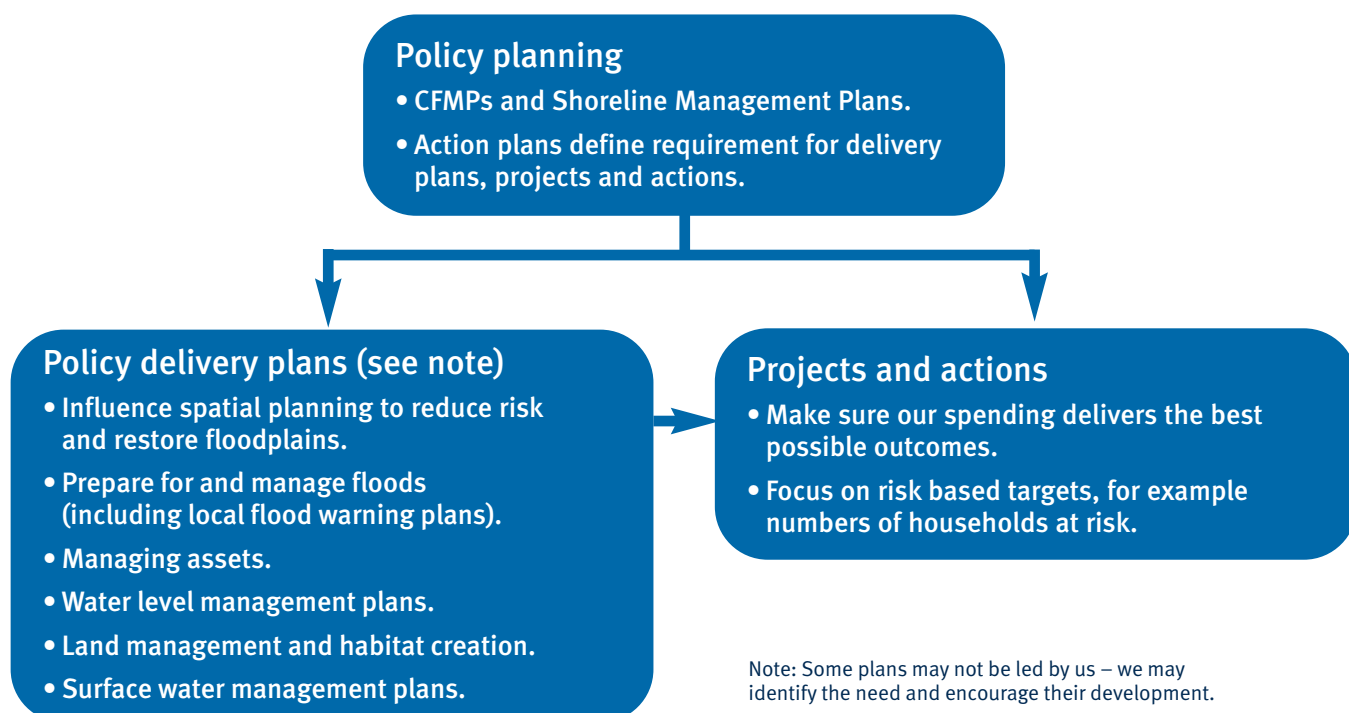 Policy planning
• CFMPs and Shoreline Management Plans.
• Action plans define requirement for delivery
plans, projects and actions.
Policy delivery plans (see note)
• Influence spatial planning to reduce risk
and restore floodplains.
• Prepare for and manage floods
(including local flood warning plans).
• Managing assets.
• Water level management plans.
• Land management and habitat creation.
• Surface water management plans.
Projects and actions
• Make sure our spending delivers the best
possible outcomes.
• Focus on risk based targets, for example
numbers of households at risk.
Note: Some plans may not be led by us – we may
identify the need and encourage their development.